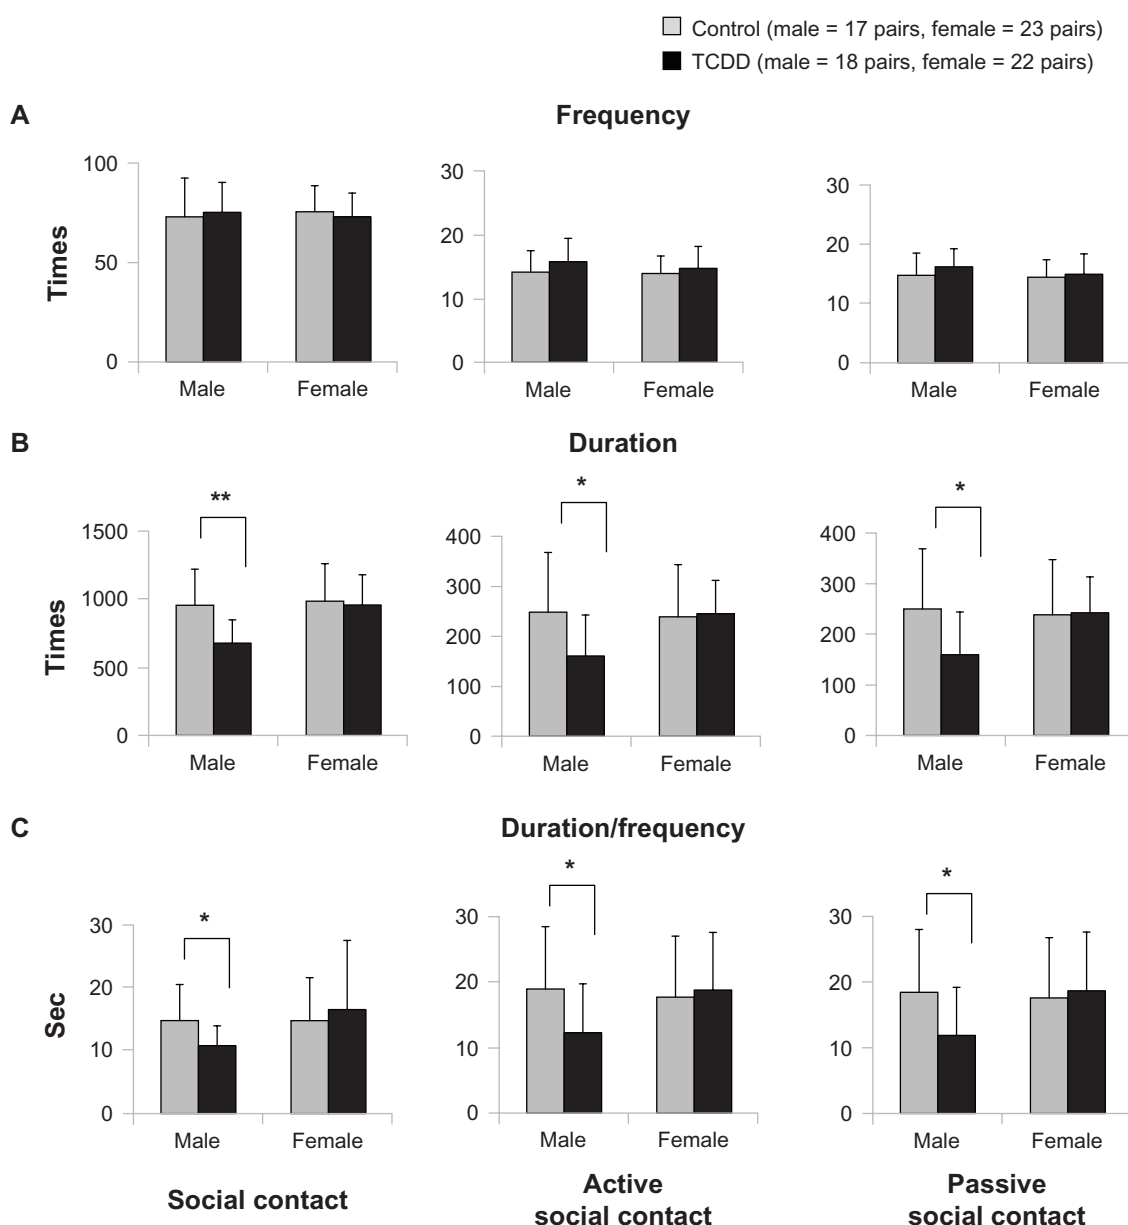 Control (male = 17 pairs, female = 23 pairs)
TCDD (male = 18 pairs, female = 22 pairs)
A
Frequency
Times
100
50
0
Male
Female
30
20
10
0
Male
Female
30
20
10
0
Male
Female
B
Duration
Times
1500
1000
500
0
**
Male
Female
400
300
200
100
0
*
Male
Female
400
300
200
100
0
*
Male
Female
C
Duration/frequency
Sec
30
20
10
0
*
Male
Female
30
20
10
0
*
Male
Female
30
20
10
0
*
Male
Female
Social contact
Active
social contact
Passive
social contact